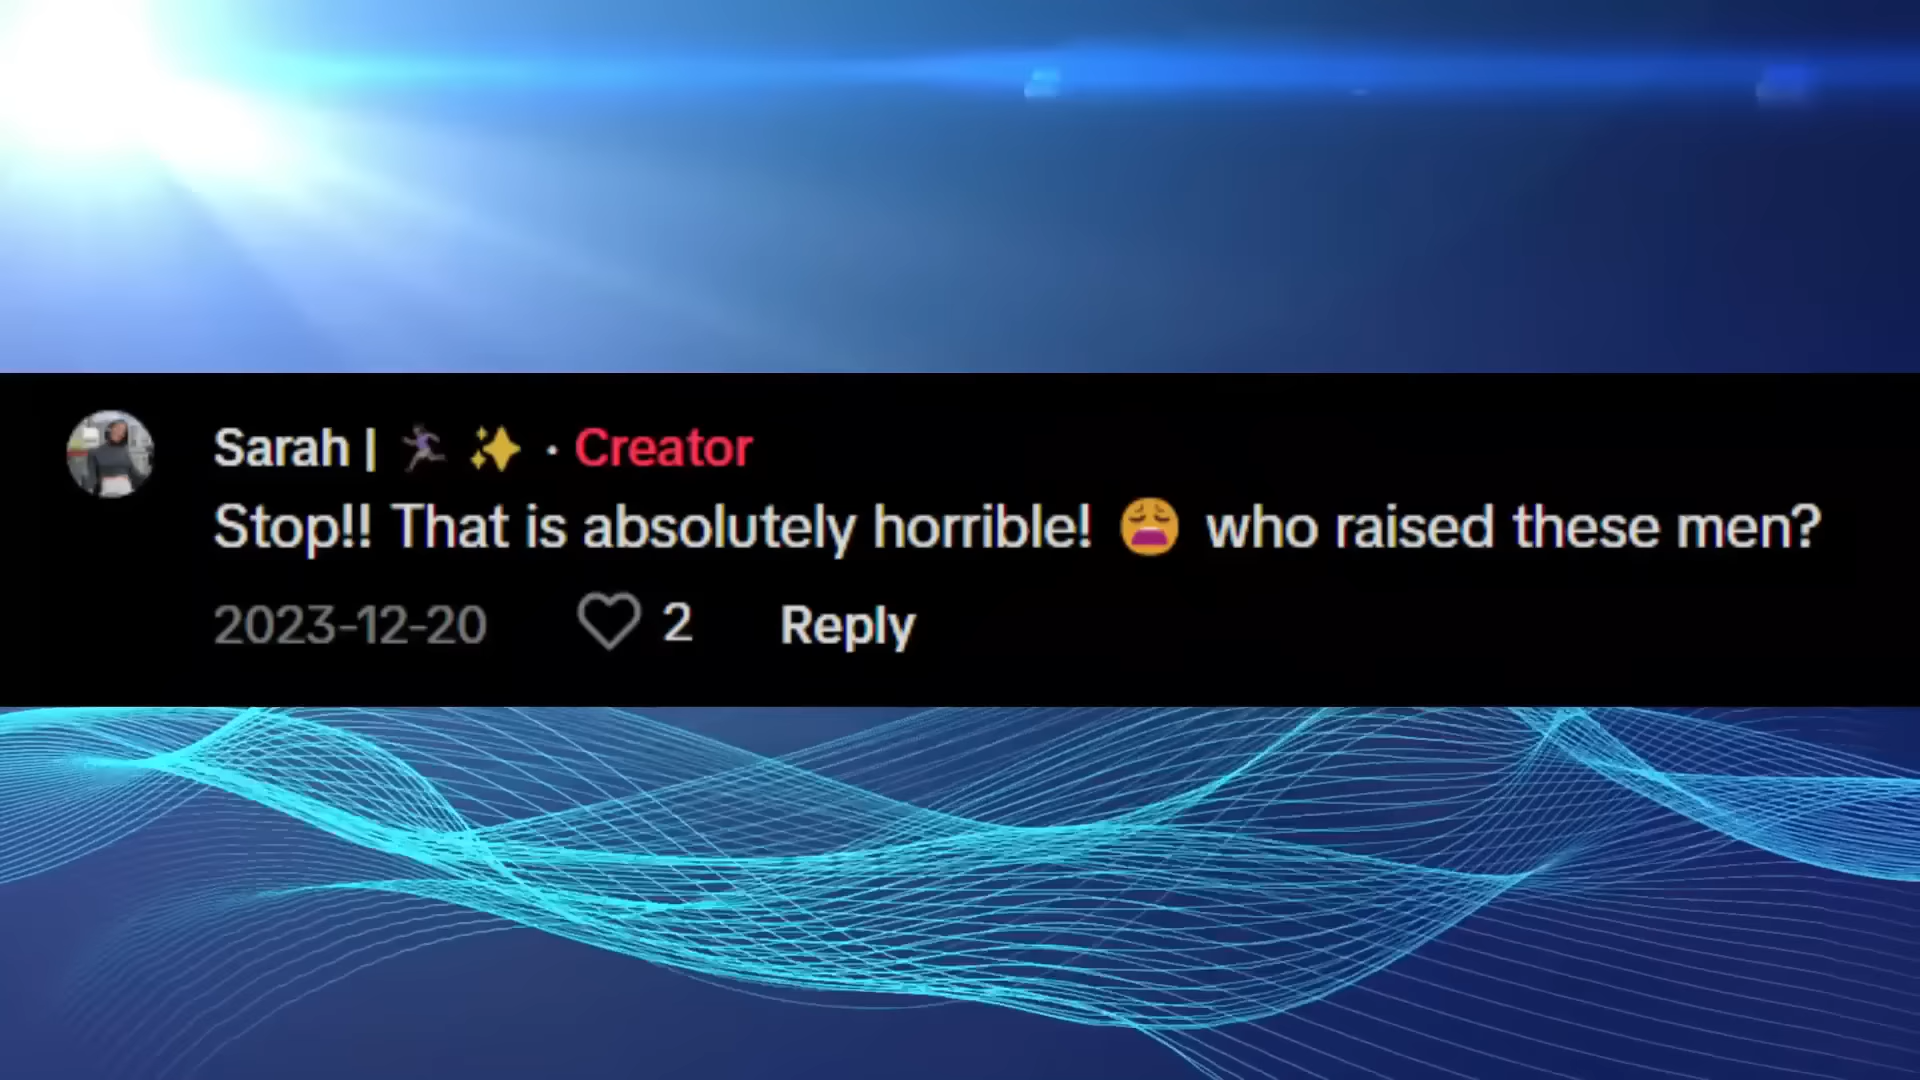 Sarah | 🏃🏾‍♀️ ✨ · Creator
Stop!! That is absolutely horrible! 😩 who raised these men?
2023-12-20 2 Reply